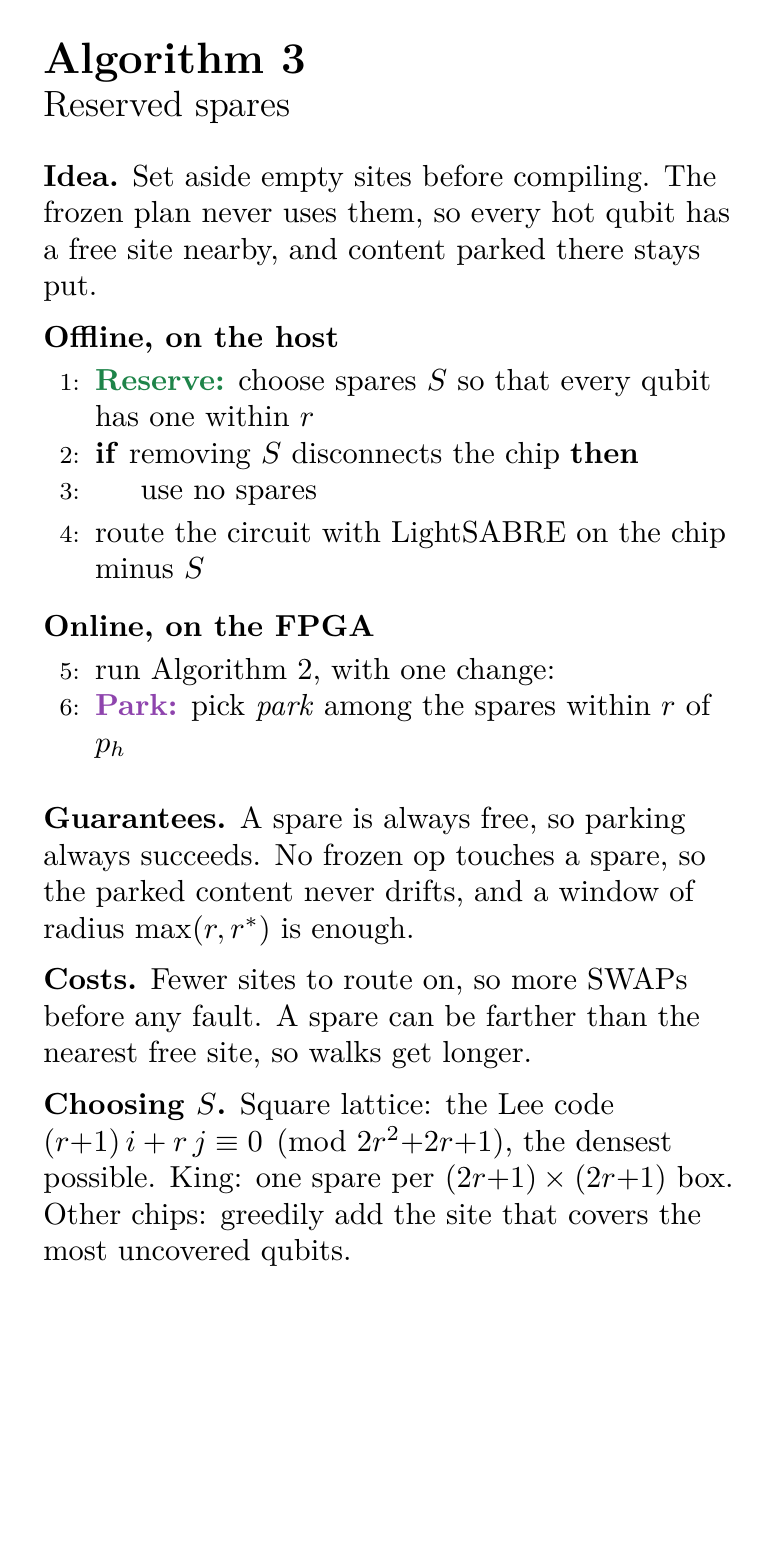 Algorithm 3
Reserved spares
Idea. Set aside empty sites before compiling. The
frozen plan never uses them, so every hot qubit has
a free site nearby, and content parked there stays
put.
Offline, on the host
1: Reserve: choose spares S so that every qubit
has one within r
2: if removing S disconnects the chip then
3: use no spares
4: route the circuit with LightSABRE on the chip
minus S
Online, on the FPGA
5: run Algorithm 2, with one change:
6: Park: pick park among the spares within r of
pₕ
Guarantees. A spare is always free, so parking
always succeeds. No frozen op touches a spare, so
the parked content never drifts, and a window of
radius max(r, r*) is enough.
Costs. Fewer sites to route on, so more SWAPs
before any fault. A spare can be farther than the
nearest free site, so walks get longer.
Choosing S. Square lattice: the Lee code
(r+1) i + r j ≡ 0 (mod 2r²+2r+1), the densest
possible. King: one spare per (2r+1) × (2r+1) box.
Other chips: greedily add the site that covers the
most uncovered qubits.